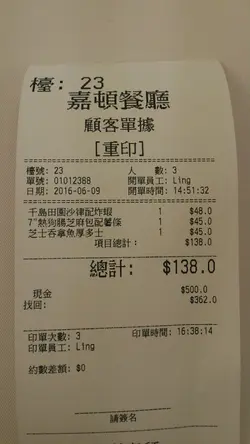 檯: 23
嘉頓餐廳
顧客單據
[重印]
檯號: 23 人 數: 3
單號: 01012388 開單員工: Ling
日期: 2016-06-09 開單時間: 14:51:32
千島田園沙律配炸蝦 1 $48.0
7"熱狗腸芝麻包配薯條 1 $45.0
芝士吞拿魚厚多士 1 $45.0
項目總計: $138.0
總計: $138.0
現金 $500.0
找回: $362.0
印單次數: 3 印單時間: 16:38:14
印單員工: Ling
約數差額: $0
請簽名